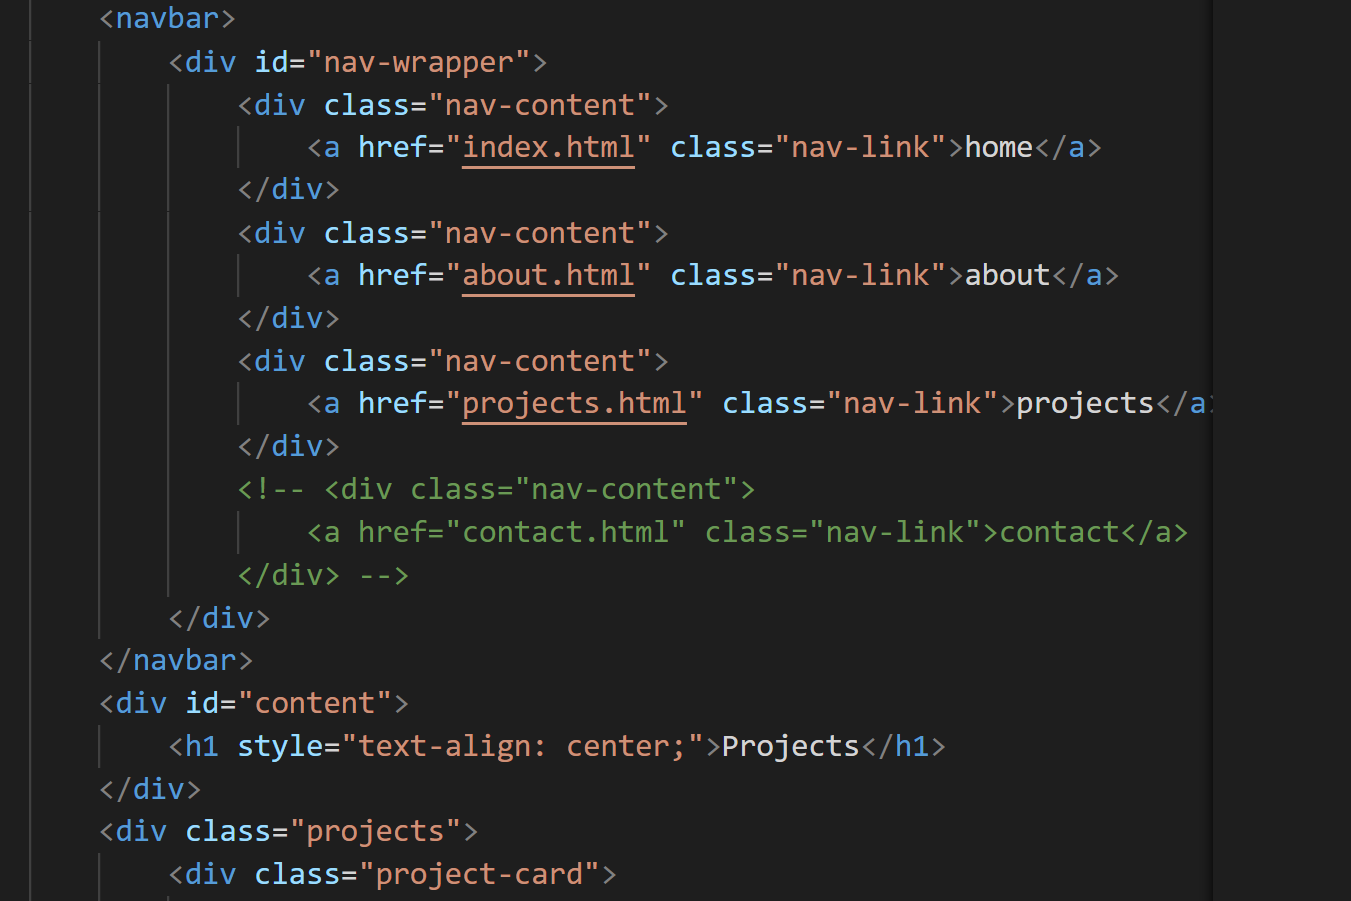 <navbar>
<div id="nav-wrapper">
<div class="nav-content">
<a href="index.html" class="nav-link">home</a>
</div>
<div class="nav-content">
<a href="about.html" class="nav-link">about</a>
</div>
<div class="nav-content">
<a href="projects.html" class="nav-link">projects</a>
</div>
<!-- <div class="nav-content">
<a href="contact.html" class="nav-link">contact</a>
</div> -->
</div>
</navbar>
<div id="content">
<h1 style="text-align: center;">Projects</h1>
</div>
<div class="projects">
<div class="project-card">